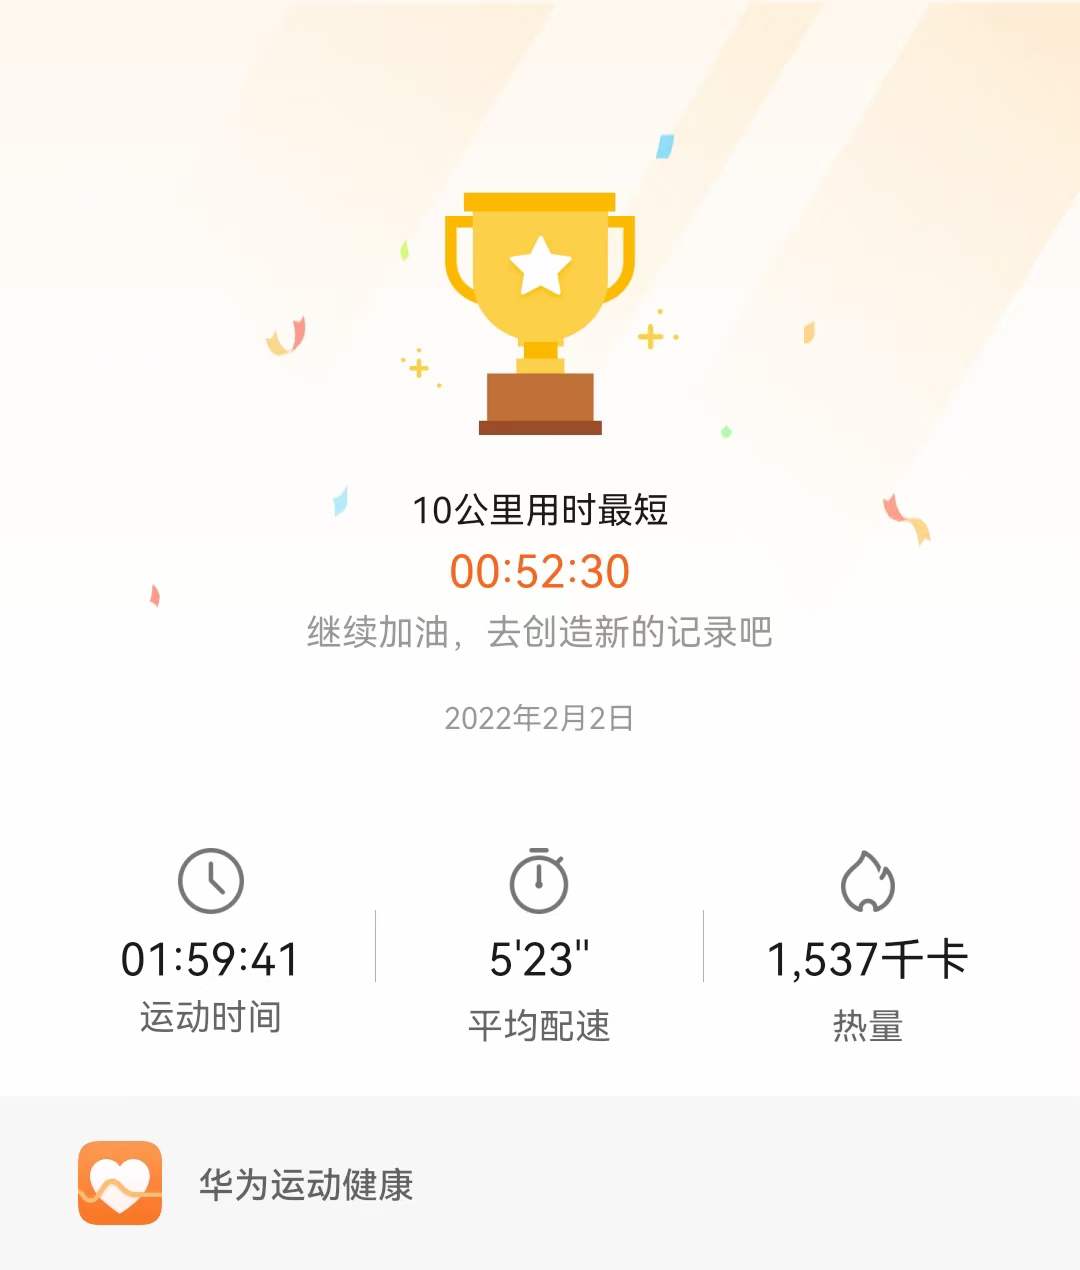 10公里用时最短
00:52:30
继续加油，去创造新的记录吧
2022年2月2日
01:59:41
运动时间
5'23"
平均配速
1,537千卡
热量
华为运动健康